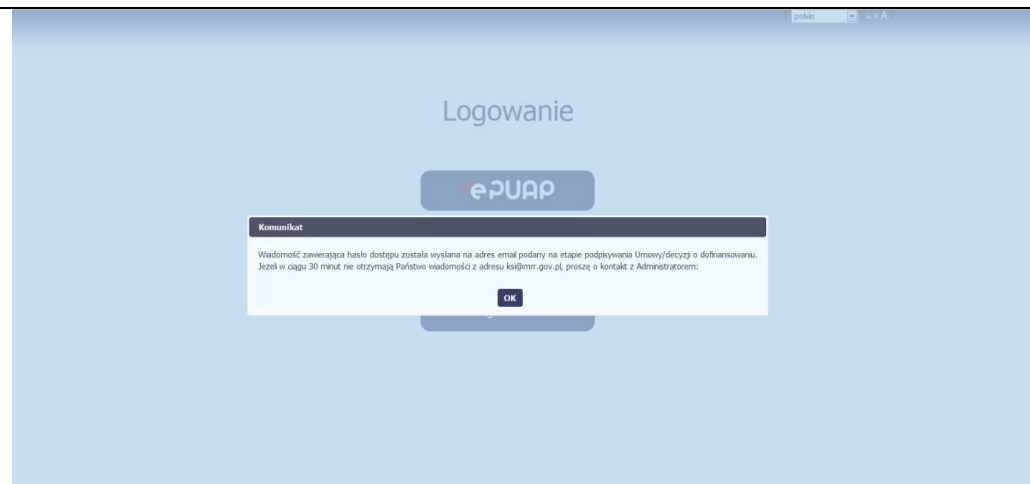 polski A A A
Logowanie
ePUAP
Komunikat
Wiadomość zawierająca hasło dostępu została wysłana na adres email podany na etapie podpisywania Umowy/decyzji o dofinansowaniu.
Jeżeli w ciągu 30 minut nie otrzymają Państwo wiadomości z adresu ksi@mrr.gov.pl, proszę o kontakt z Administratorem:
OK